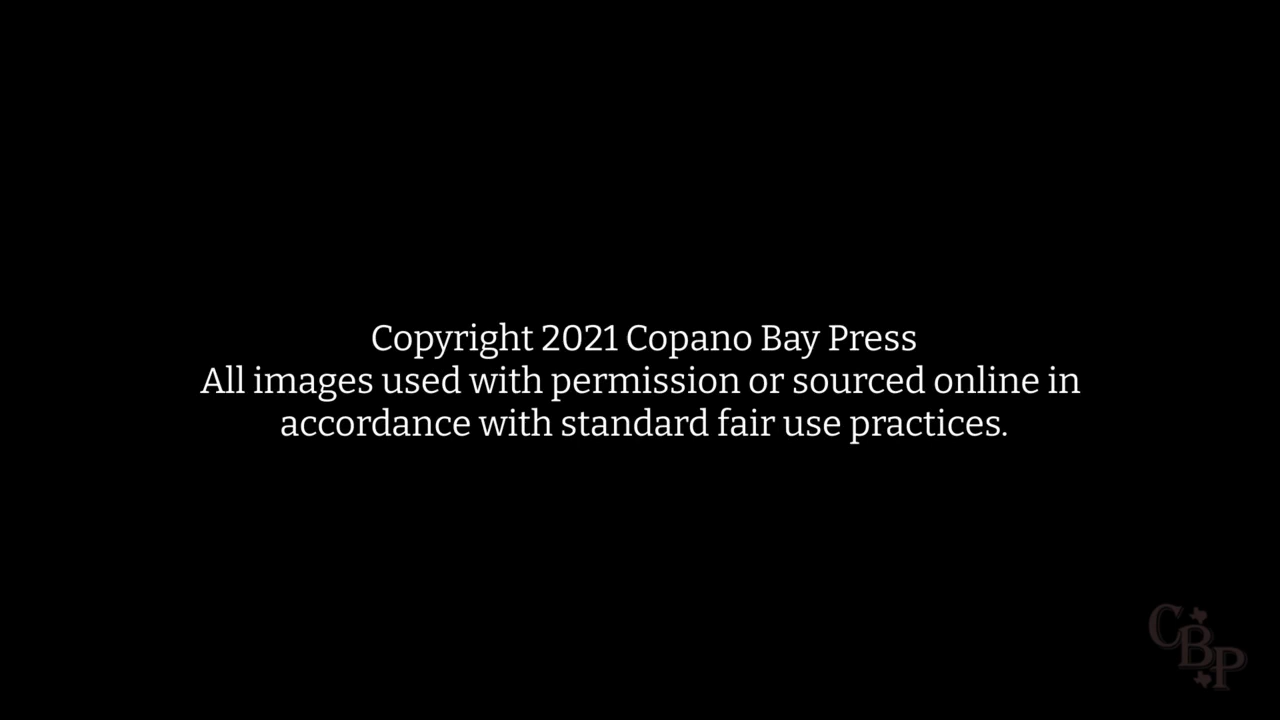 Copyright 2021 Copano Bay Press
All images used with permission or sourced online in
accordance with standard fair use practices.
CBP